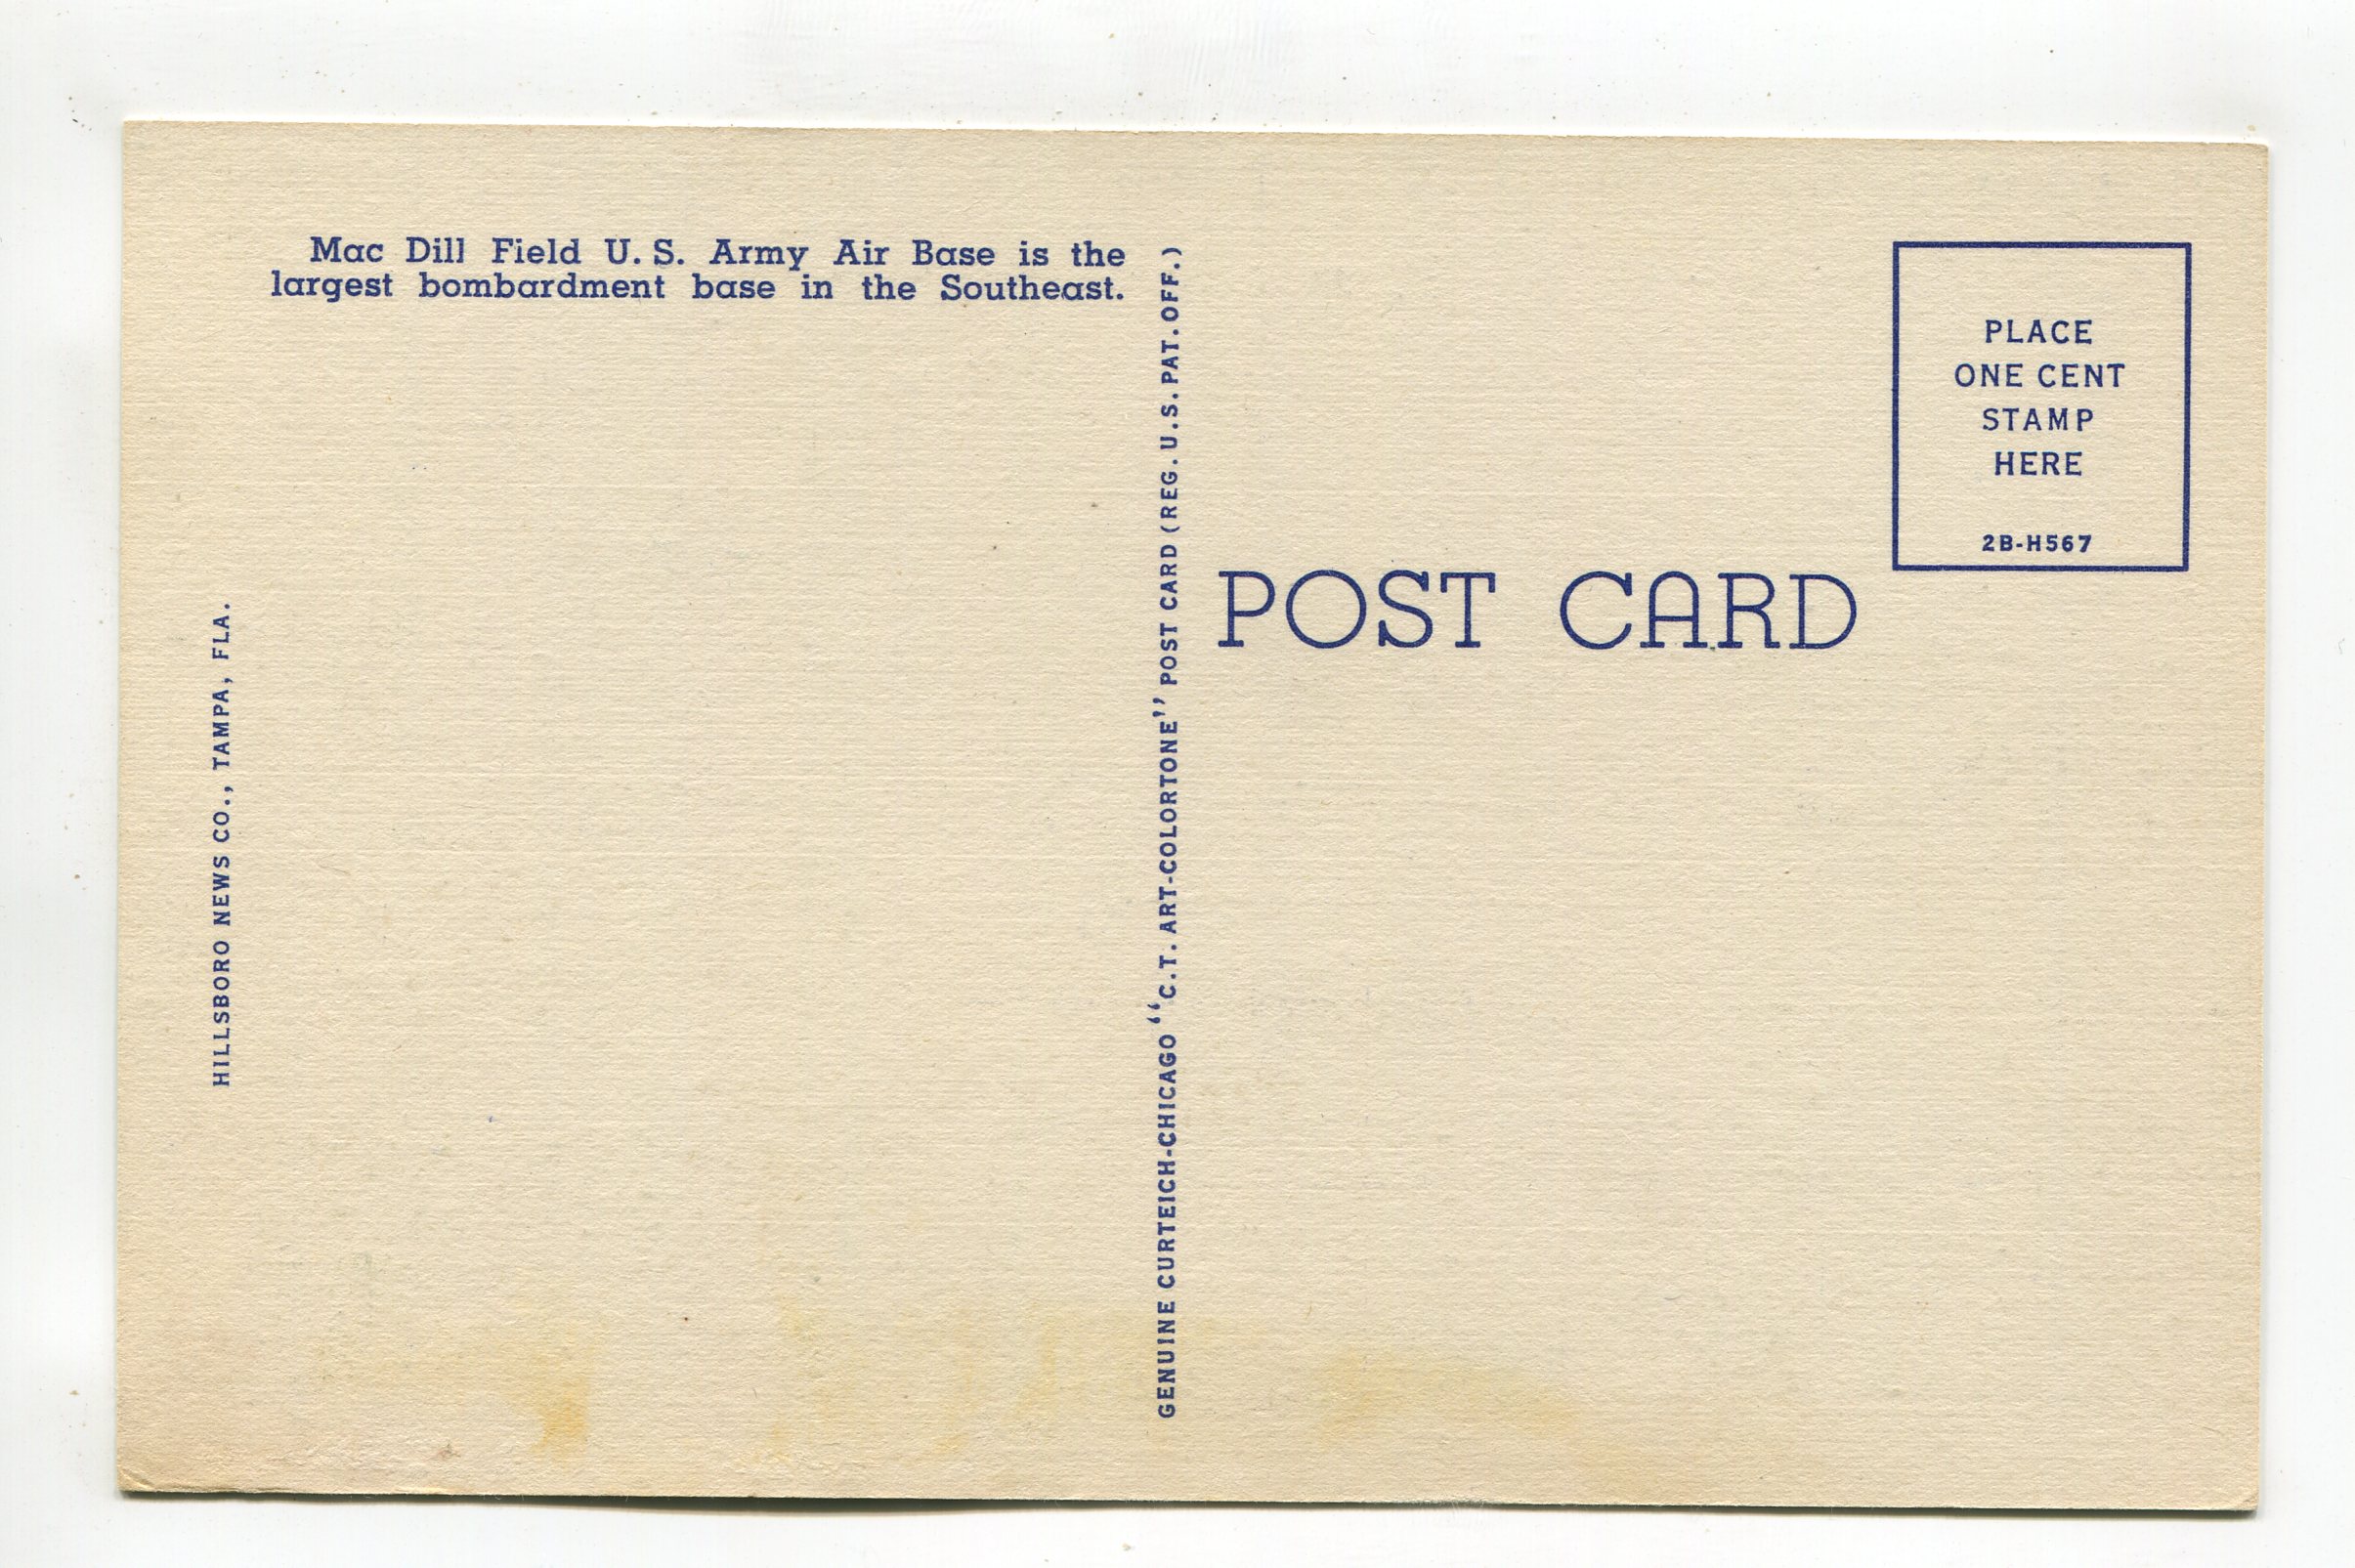 Mac Dill Field U. S. Army Air Base is the
largest bombardment base in the Southeast.
HILLSBORO NEWS CO., TAMPA, FLA.
GENUINE CURTEICH-CHICAGO "C.T. ART-COLORTONE" POST CARD (REG. U.S. PAT. OFF.)
POST CARD
PLACE
ONE CENT
STAMP
HERE
2B-H567